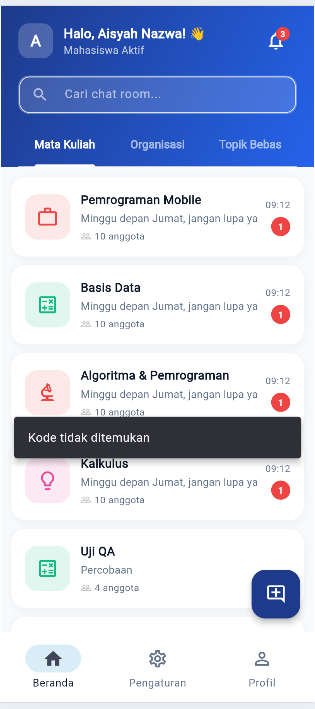 A
Halo, Aisyah Nazwa! 👋
Mahasiswa Aktif
3
Cari chat room...
Mata Kuliah
Organisasi
Topik Bebas
Pemrograman Mobile
09:12
Minggu depan Jumat, jangan lupa ya
1
10 anggota
Basis Data
09:12
Minggu depan Jumat, jangan lupa ya
1
10 anggota
Algoritma & Pemrograman
09:12
Minggu depan Jumat, jangan lupa ya
1
10 anggota
Kode tidak ditemukan
Kalkulus
09:12
Minggu depan Jumat, jangan lupa ya
1
10 anggota
Uji QA
Percobaan
4 anggota
Beranda
Pengaturan
Profil